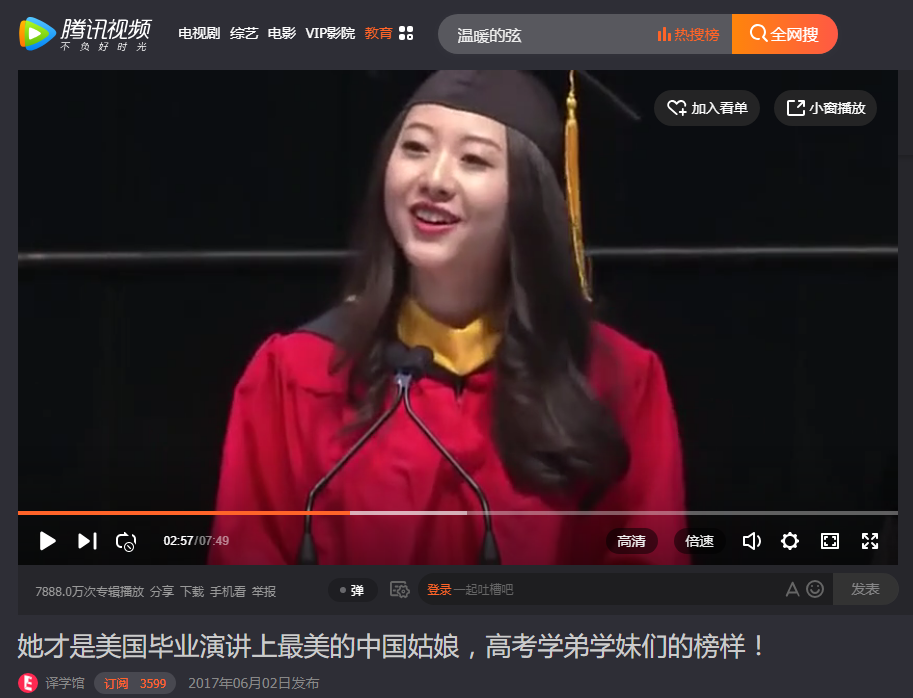 腾讯视频
不负好时光
电视剧 综艺 电影 VIP影院 教育
温暖的弦
热搜榜
全网搜
加入看单
小窗播放
02:57/07:49
高清
倍速
7888.0万次专辑播放 分享 下载 手机看 举报
弹
登录一起吐槽吧
A
发表
她才是美国毕业演讲上最美的中国姑娘，高考学弟学妹们的榜样！
译学馆
订阅 3599
2017年06月02日发布